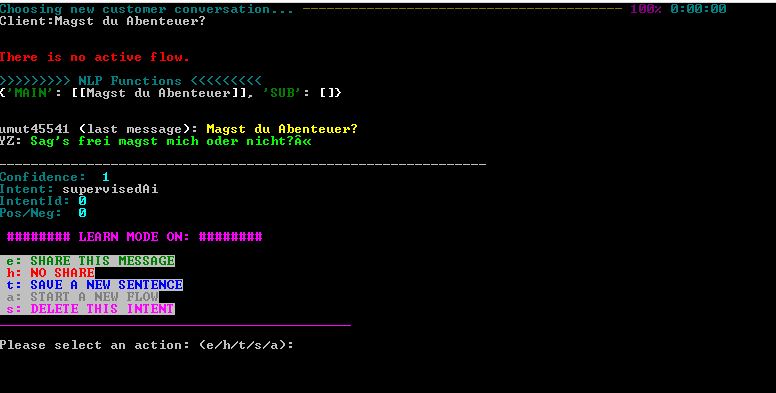 Choosing new customer conversation... ---------------------------------------- 100% 0:00:00
Client:Magst du Abenteuer?
There is no active flow.
>>>>>>>>> NLP Functions <<<<<<<<<
{'MAIN': [[Magst du Abenteuer]], 'SUB': []}
umut45541 (last message): Magst du Abenteuer?
YZ: Sag's frei magst mich oder nicht?Â«
Confidence: 1
Intent: supervisedAi
IntentId: 0
Pos/Neg: 0
######## LEARN MODE ON: ########
e: SHARE THIS MESSAGE
h: NO SHARE
t: SAVE A NEW SENTENCE
a: START A NEW FLOW
s: DELETE THIS INTENT
Please select an action: (e/h/t/s/a):